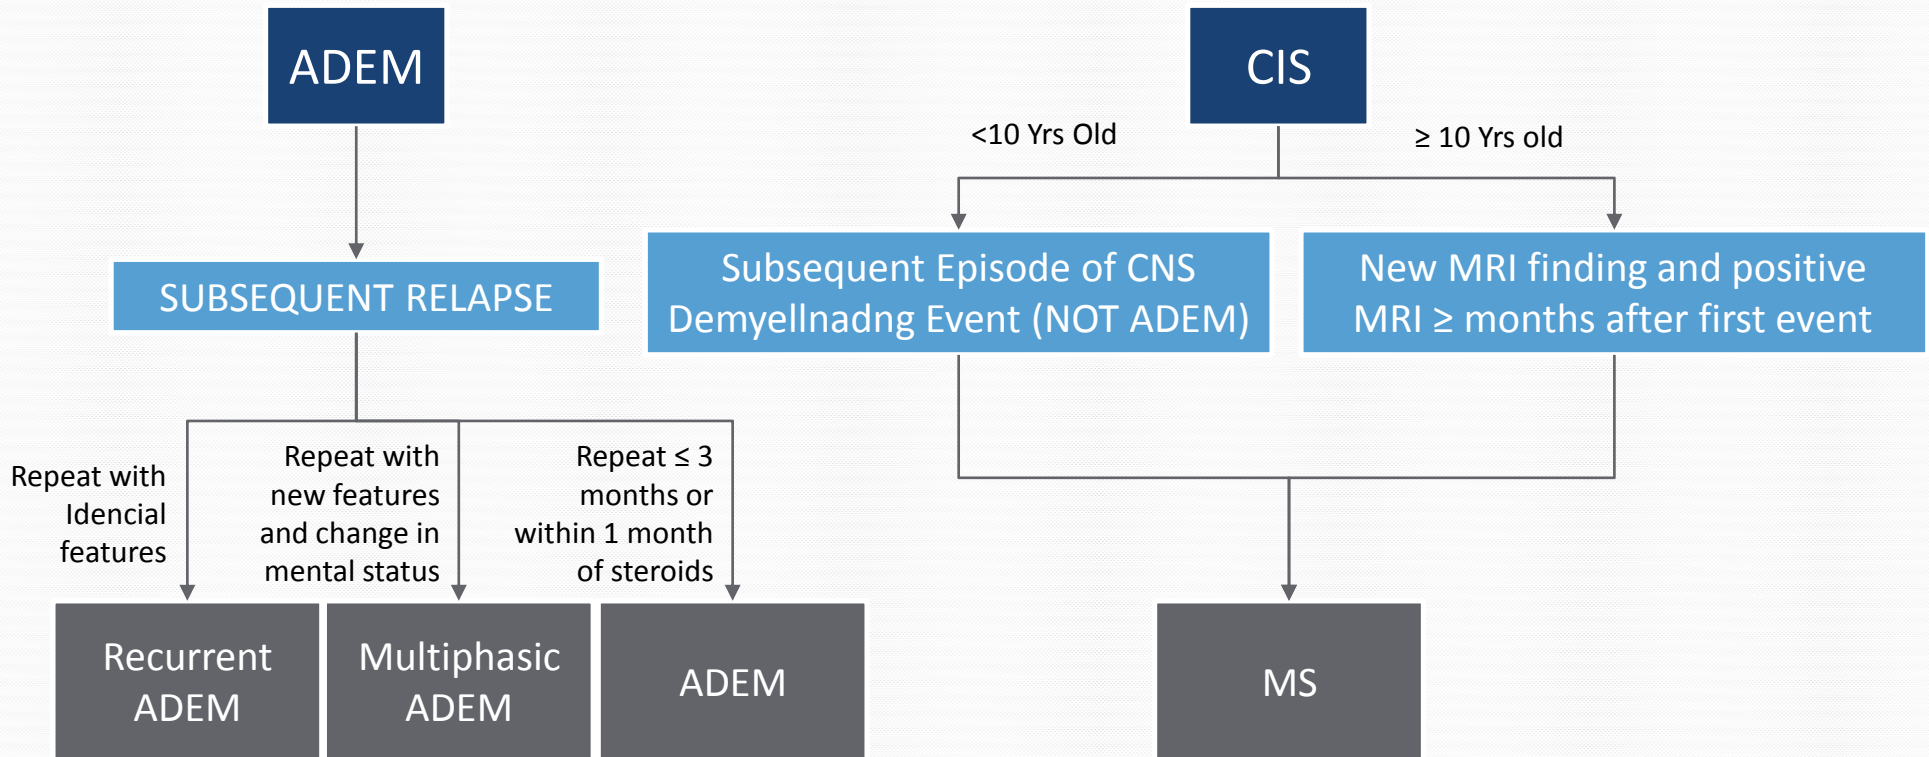 ADEM
CIS
<10 Yrs Old
≥ 10 Yrs old
SUBSEQUENT RELAPSE
Subsequent Episode of CNS
Demyellnadng Event (NOT ADEM)
New MRI finding and positive
MRI ≥ months after first event
Repeat with
Idencial
features
Repeat with
new features
and change in
mental status
Repeat ≤ 3
months or
within 1 month
of steroids
Recurrent
ADEM
Multiphasic
ADEM
ADEM
MS